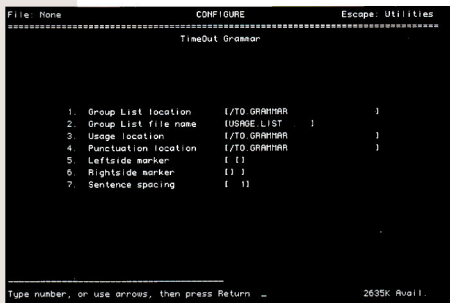 File: None CONFIGURE Escape: Utilities
TimeOut Grammar
1. Group List location [/TO.GRAMMAR ]
2. Group List file name [USAGE.LIST ]
3. Usage location [/TO.GRAMMAR ]
4. Punctuation location [/TO.GRAMMAR ]
5. Leftside marker [ []
6. Rightside marker [] ]
7. Sentence spacing [ 1]
Type number, or use arrows, then press Return _ 2635K Avail.